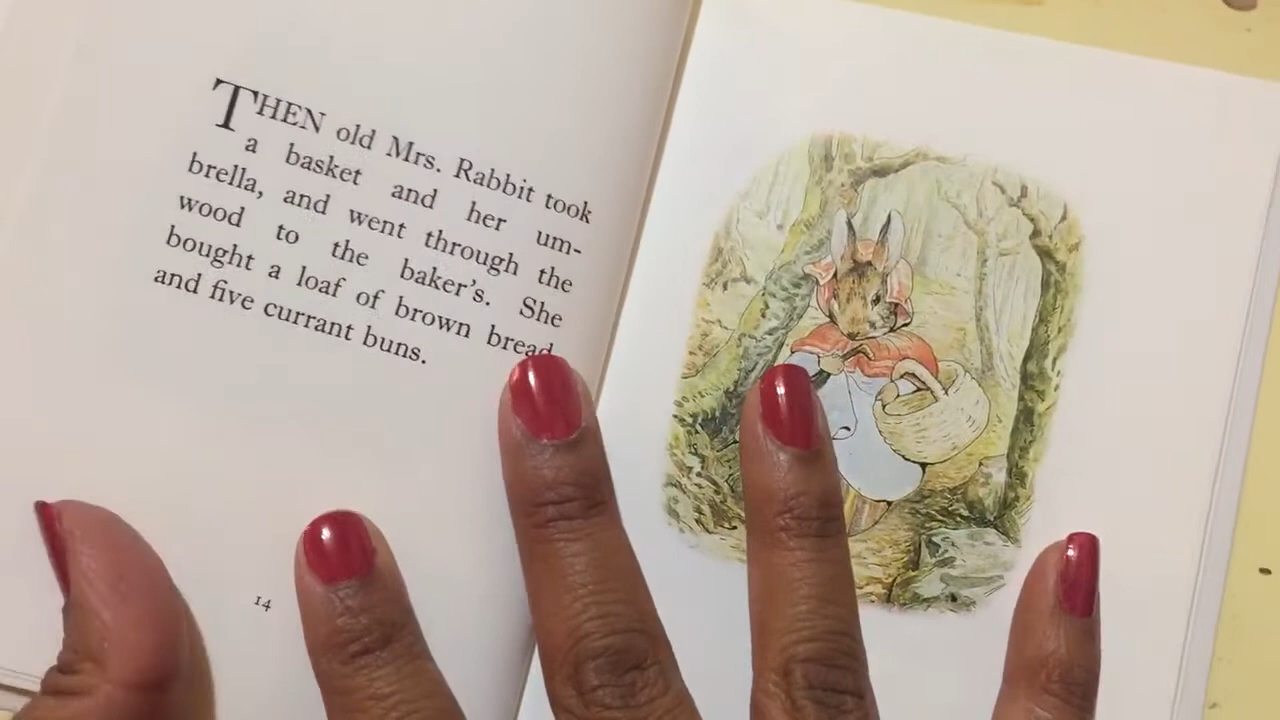 THEN old Mrs. Rabbit took
a basket and her um-
brella, and went through the
wood to the baker's. She
bought a loaf of brown bread
and five currant buns.
14